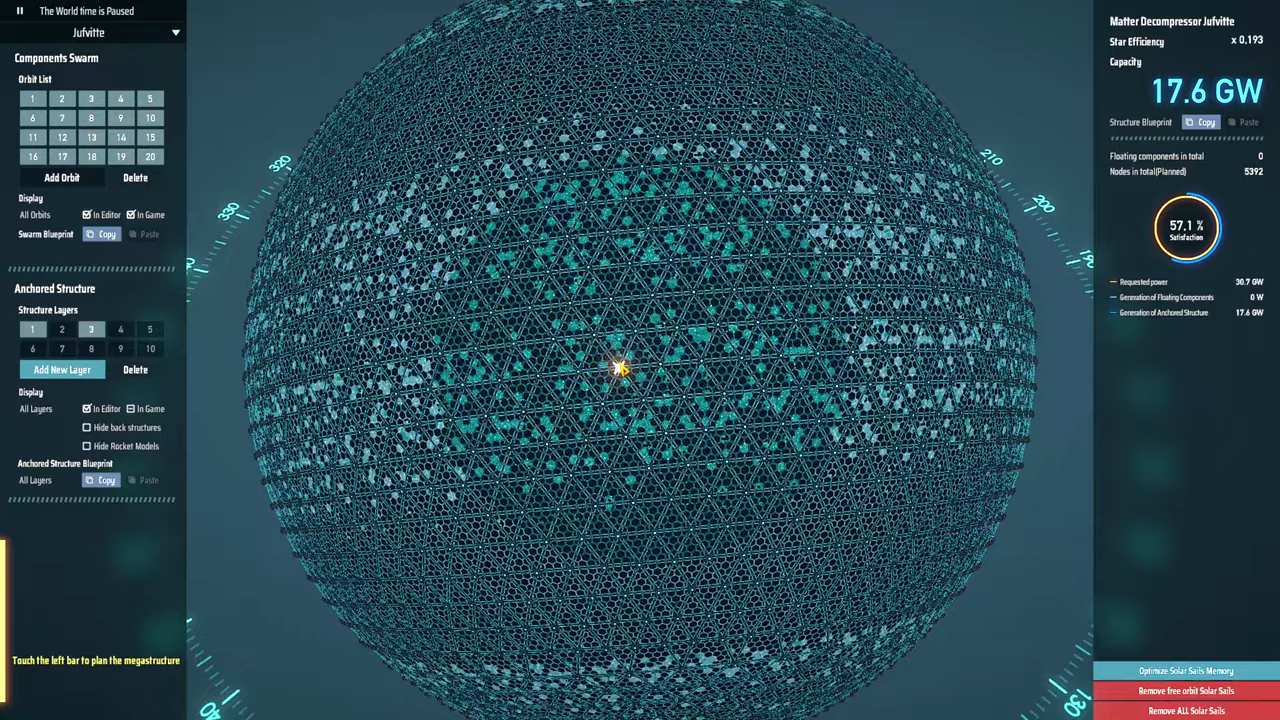 The World time is Paused
Jufvitte
Components Swarm
Orbit List
1 2 3 4 5
6 7 8 9 10
11 12 13 14 15
16 17 18 19 20
Add Orbit Delete
Display
All Orbits In Editor In Game
Swarm Blueprint Copy Paste
Anchored Structure
Structure Layers
1 2 3 4 5
6 7 8 9 10
Add New Layer Delete
Display
All Layers In Editor In Game
Hide back structures
Hide Rocket Models
Anchored Structure Blueprint
All Layers Copy Paste
Touch the left bar to plan the megastructure
320
330
210
200
190
40
130
Matter Decompressor Jufvitte
Star Efficiency x 0.193
Capacity
17.6 GW
Structure Blueprint Copy Paste
Floating components in total 0
Nodes in total(Planned) 5392
57.1 %
Satisfaction
Requested power 30.7 GW
Generation of Floating Components 0 W
Generation of Anchored Structure 17.6 GW
Optimize Solar Sails Memory
Remove free orbit Solar Sails
Remove ALL Solar Sails